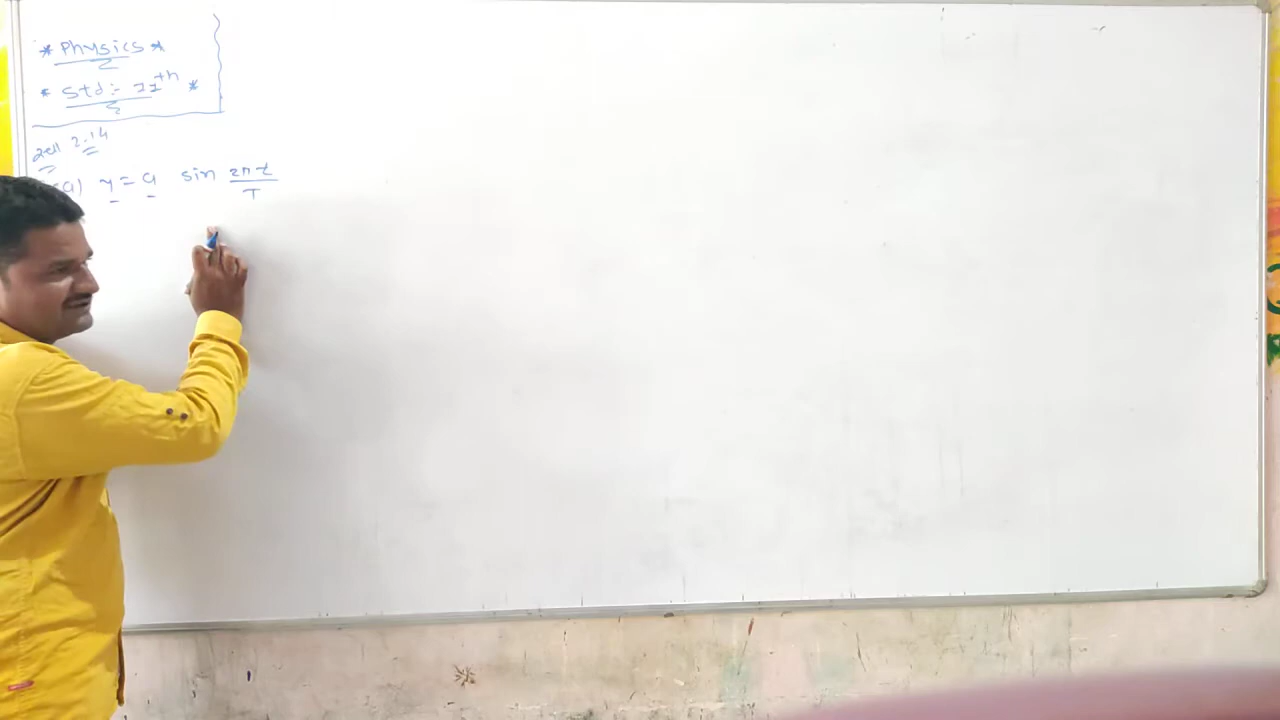 * Physics *
* Std :- 11th *
2.14
(a) y = a sin 2πt/T